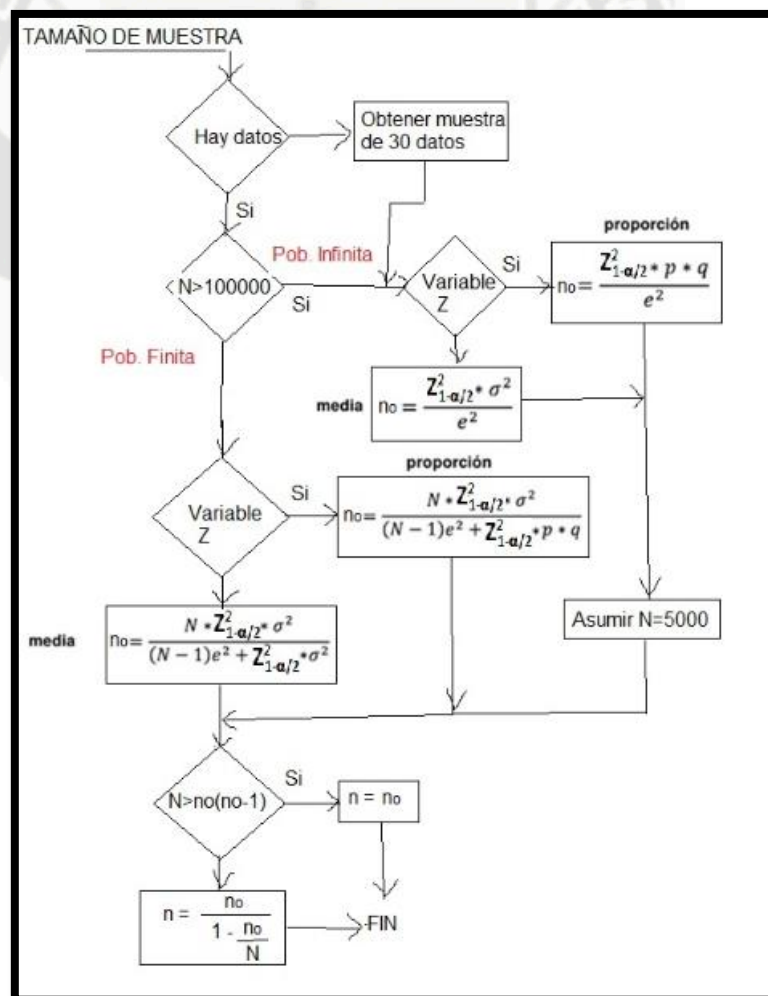 TAMAÑO DE MUESTRA
Hay datos
Obtener muestra
de 30 datos
Si
Pob. Infinita
N>100000
Si
Variable
Z
Si
proporción
no = Z²1-α/2 * p * q / e²
Pob. Finita
media
no = Z²1-α/2 * σ² / e²
proporción
Variable
Z
Si
no = N * Z²1-α/2 * σ² / (N − 1)e² + Z²1-α/2 * p * q
media
no = N * Z²1-α/2 * σ² / (N − 1)e² + Z²1-α/2 * σ²
Asumir N=5000
N>no(no-1)
Si
n = no
n = no / 1 - no/N
FIN